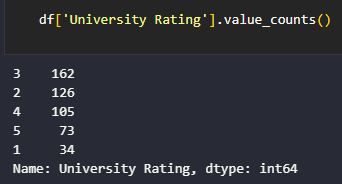 df['University Rating'].value_counts()
3    162
2    126
4    105
5     73
1     34
Name: University Rating, dtype: int64